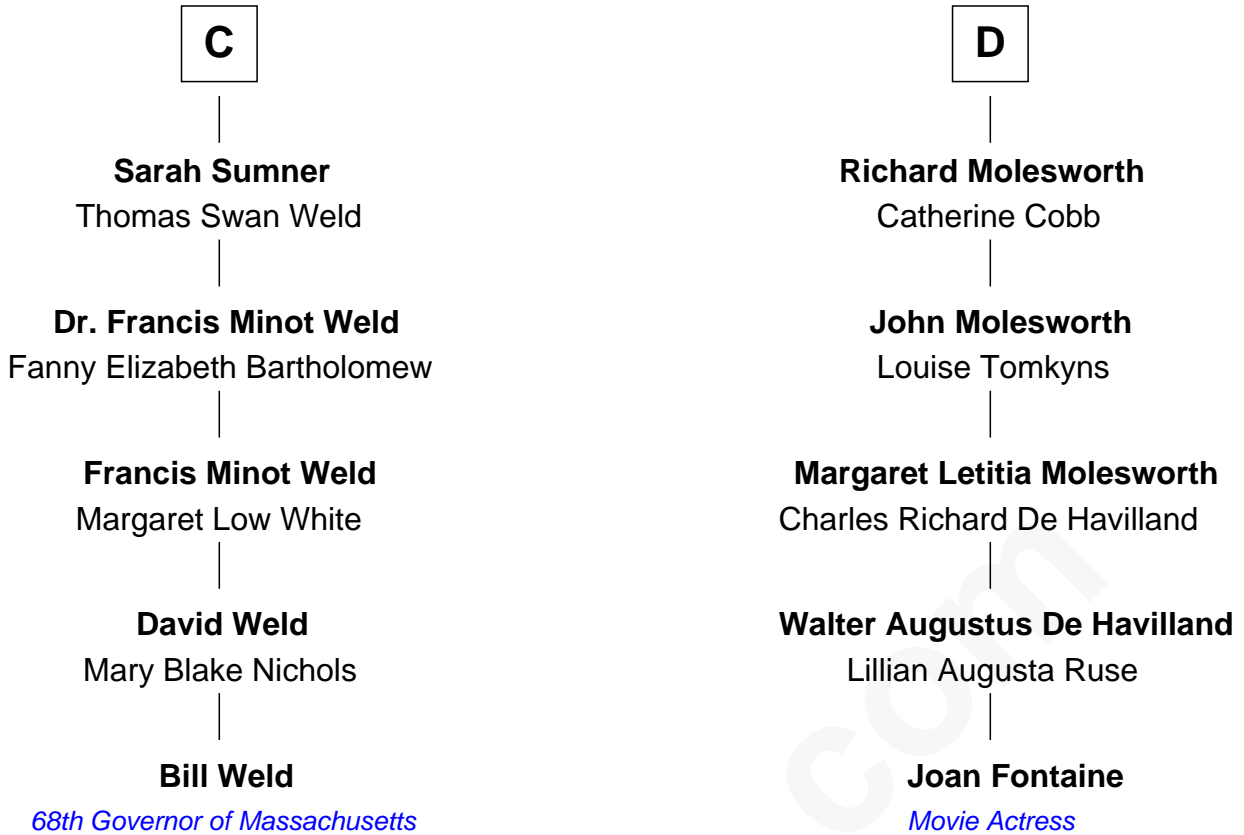 C
Sarah Sumner
Thomas Swan Weld
Dr. Francis Minot Weld
Fanny Elizabeth Bartholomew
Francis Minot Weld
Margaret Low White
David Weld
Mary Blake Nichols
Bill Weld
68th Governor of Massachusetts
D
Richard Molesworth
Catherine Cobb
John Molesworth
Louise Tomkyns
Margaret Letitia Molesworth
Charles Richard De Havilland
Walter Augustus De Havilland
Lillian Augusta Ruse
Joan Fontaine
Movie Actress
com